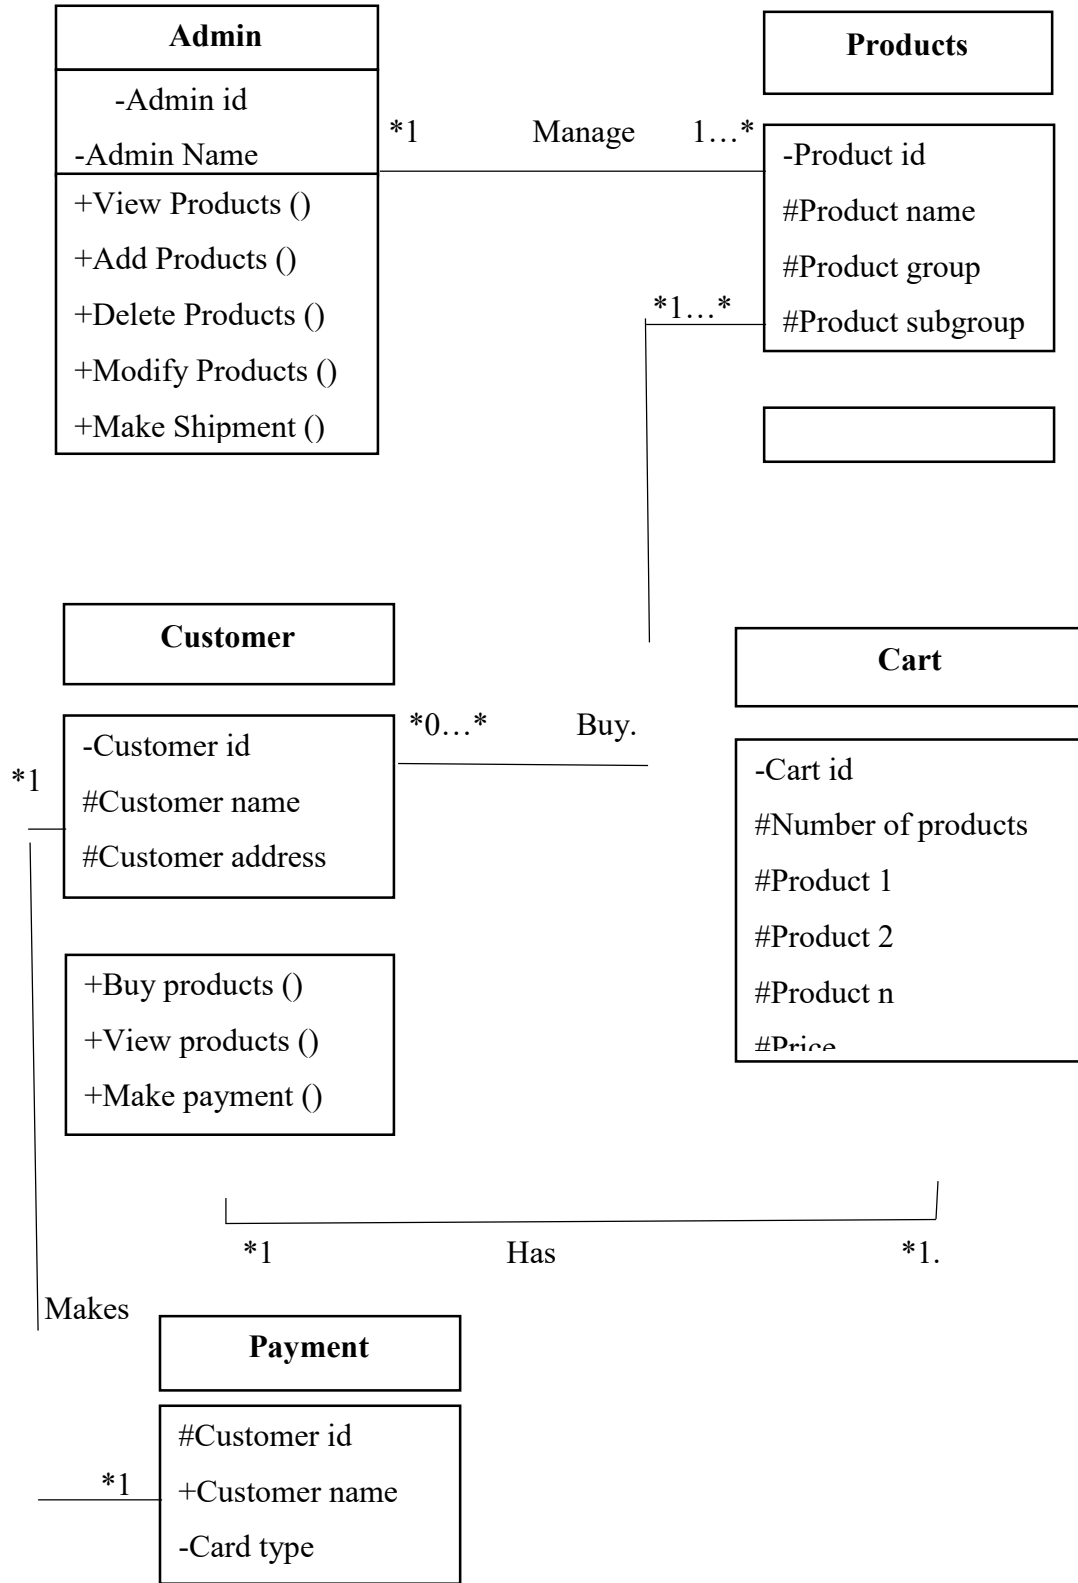 Admin
-Admin id
-Admin Name
+View Products ()
+Add Products ()
+Delete Products ()
+Modify Products ()
+Make Shipment ()
*1 Manage 1…*
Products
-Product id
#Product name
#Product group
#Product subgroup
*1…*
Customer
-Customer id
#Customer name
#Customer address
+Buy products ()
+View products ()
+Make payment ()
*0…* Buy.
Cart
-Cart id
#Number of products
#Product 1
#Product 2
#Product n
#Price
*1
*1 Has *1.
Makes
Payment
#Customer id
+Customer name
-Card type
*1